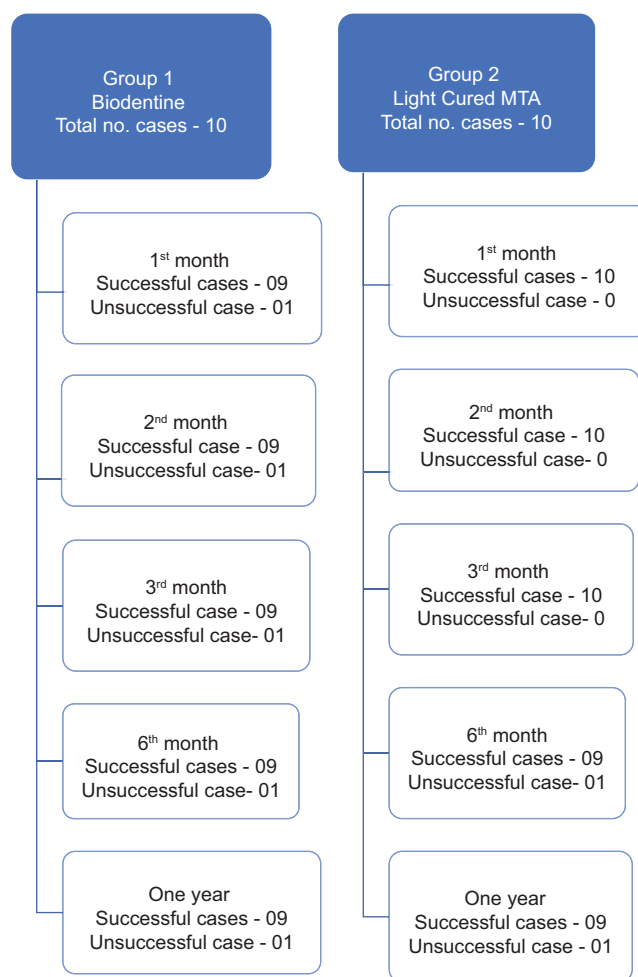 Group 1
Biodentine
Total no. cases - 10
1st month
Successful cases - 09
Unsuccessful case - 01
2nd month
Successful case - 09
Unsuccessful case- 01
3rd month
Successful case - 09
Unsuccessful case- 01
6th month
Successful cases - 09
Unsuccessful case- 01
One year
Successful cases - 09
Unsuccessful case - 01
Group 2
Light Cured MTA
Total no. cases - 10
1st month
Successful cases - 10
Unsuccessful case - 0
2nd month
Successful case - 10
Unsuccessful case- 0
3rd month
Successful case - 10
Unsuccessful case- 0
6th month
Successful cases - 09
Unsuccessful case- 01
One year
Successful cases - 09
Unsuccessful case - 01